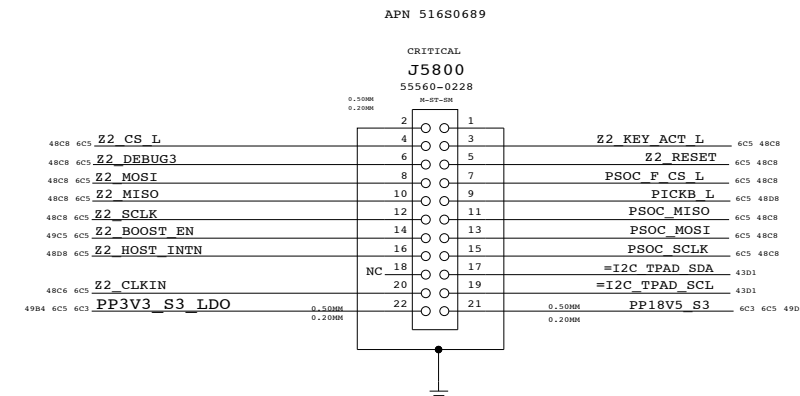 APN 516S0689
CRITICAL
J5800
55560-0228
M-ST-SM
0.50MM
0.20MM
2 1
48C8 6C5 Z2_CS_L 4 3 Z2_KEY_ACT_L 6C5 48C8
48C8 6C5 Z2_DEBUG3 6 5 Z2_RESET 6C5 48C8
48C8 6C5 Z2_MOSI 8 7 PSOC_F_CS_L 6C5 48C8
48C8 6C5 Z2_MISO 10 9 PICKB_L 6C5 48D8
48C8 6C5 Z2_SCLK 12 11 PSOC_MISO 6C5 48C8
49C5 6C5 Z2_BOOST_EN 14 13 PSOC_MOSI 6C5 48C8
48D8 6C5 Z2_HOST_INTN 16 15 PSOC_SCLK 6C5 48C8
NC 18 17 =I2C_TPAD_SDA 43D1
48C6 6C5 Z2_CLKIN 20 19 =I2C_TPAD_SCL 43D1
49B4 6C5 6C3 PP3V3_S3_LDO 0.50MM 22 21 0.50MM PP18V5_S3 6C3 6C5 49D
0.20MM 0.20MM